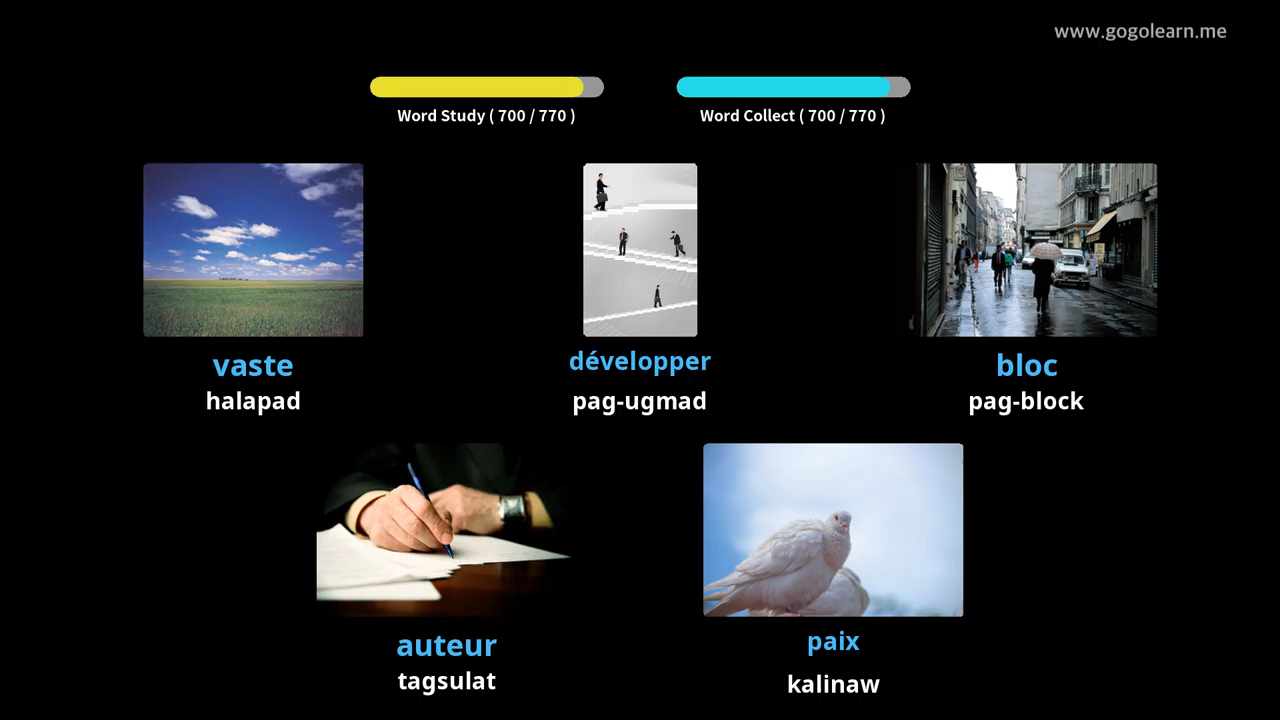 www.gogolearn.me
Word Study ( 700 / 770 )
Word Collect ( 700 / 770 )
vaste
halapad
développer
pag-ugmad
bloc
pag-block
auteur
tagsulat
paix
kalinaw